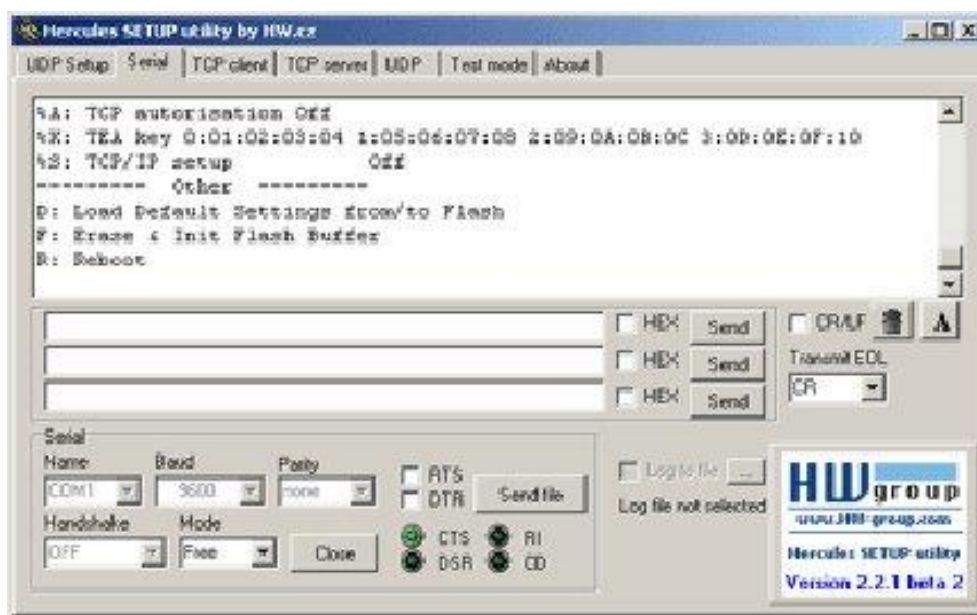 Hercules SETUP utility by HW.cz
UDP Setup Serial TCP client TCP server UDP Test mode About
%A: TCP autorisation Off
%K: TEA key 0:01:02:03:04 1:05:06:07:08 2:09:0A:0B:0C 3:0D:0E:0F:10
%S: TCP/IP setup Off
--------- Other ---------
D: Load Default Settings from/to Flash
F: Erase & Init Flash Buffer
R: Reboot
HEX Send CR/LF A
HEX Send Transmit EOL
HEX Send CR
Serial
Name Baud Parity
COM1 9600 none
RTS
DTR
Send file
Log to file ...
Log file not selected
Handshake Mode
OFF Free Close
CTS RI
DSR CD
HW group
www.HW-group.com
Hercules SETUP utility
Version 2.2.1 beta 2